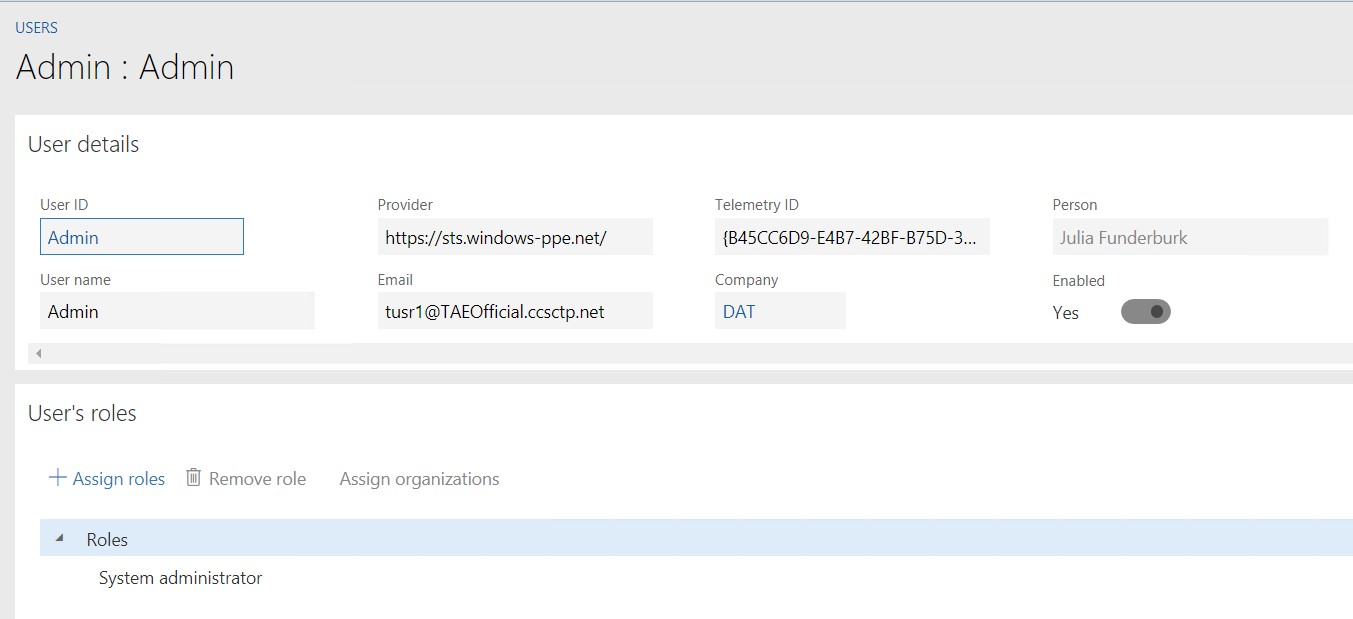 USERS
Admin : Admin
User details
User ID
Provider
Telemetry ID
Person
Admin
https://sts.windows-ppe.net/
{B45CC6D9-E4B7-42BF-B75D-3...
Julia Funderburk
User name
Email
Company
Enabled
Admin
tusr1@TAEOfficial.ccsctp.net
DAT
Yes
User's roles
Assign roles
Remove role
Assign organizations
Roles
System administrator